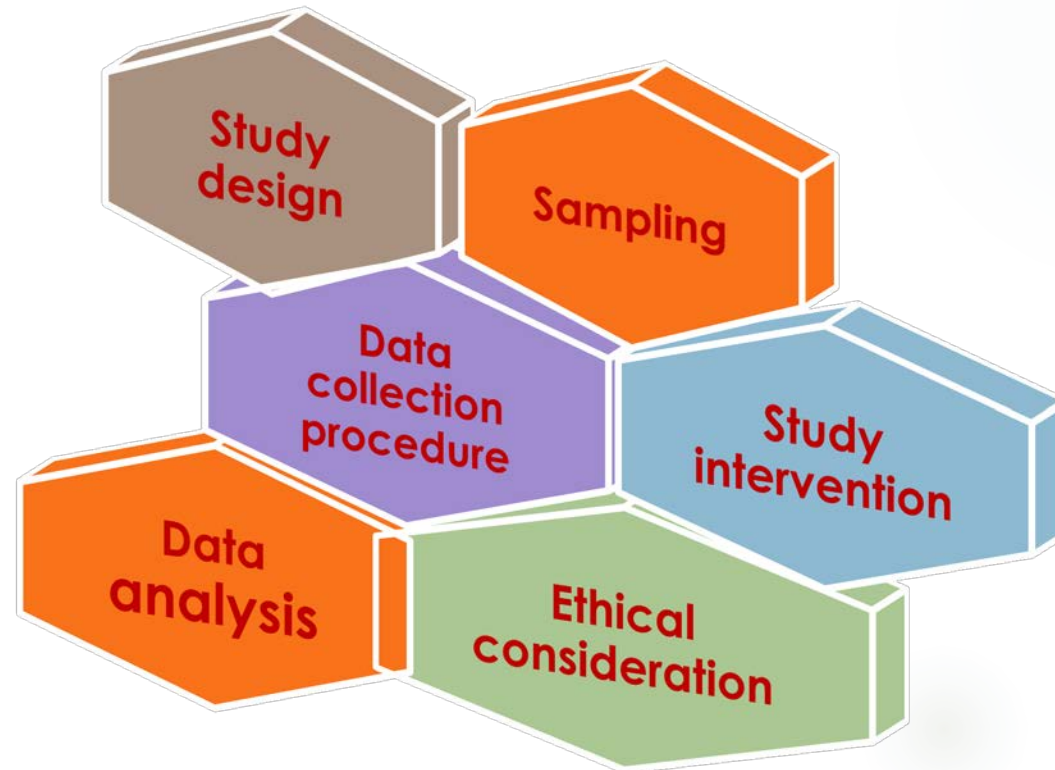 Study
design
Sampling
Data
collection
procedure
Study
intervention
Data
analysis
Ethical
consideration